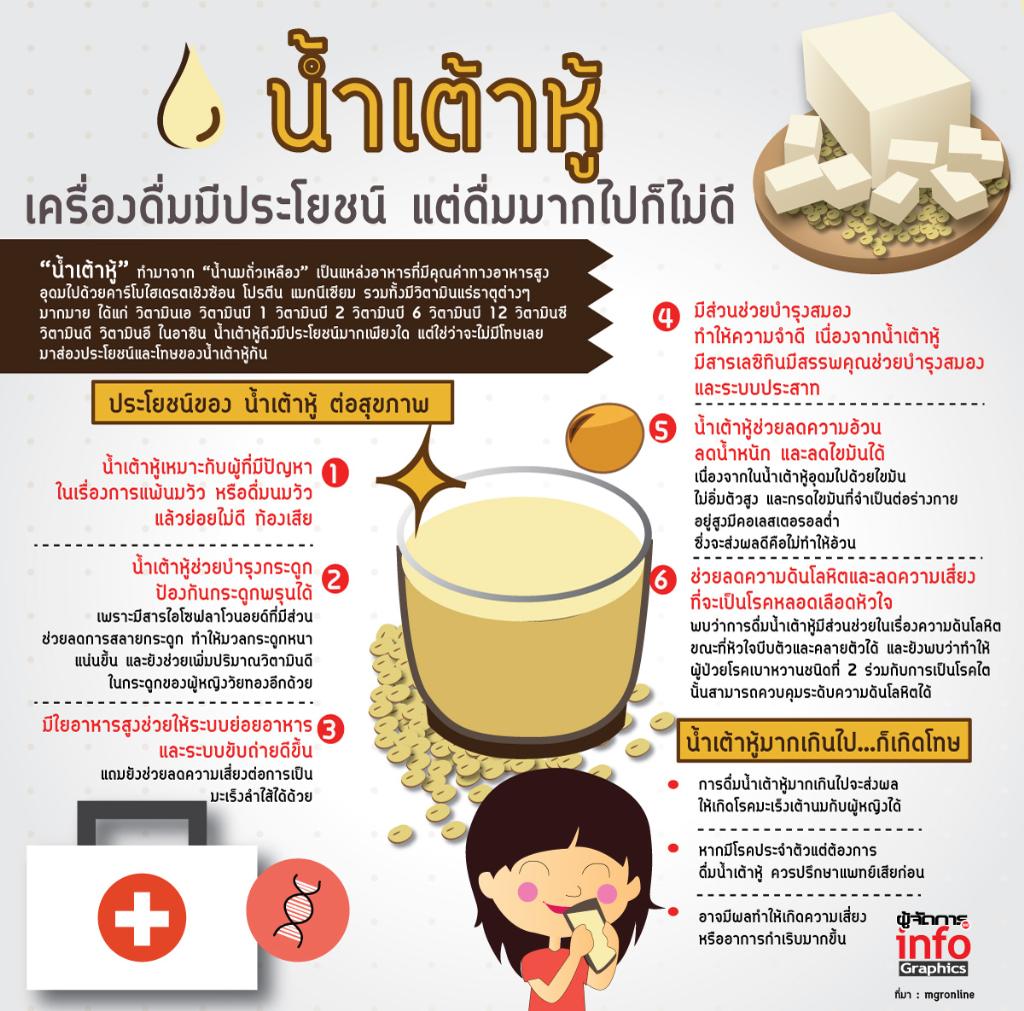 น้ำเต้าหู้
เครื่องดื่มมีประโยชน์ แต่ดื่มมากไปก็ไม่ดี
“น้ำเต้าหู้” ทำมาจาก “น้ำนมถั่วเหลือง” เป็นแหล่งอาหารที่มีคุณค่าทางอาหารสูง
อุดมไปด้วยคาร์โบไฮเดรตเชิงซ้อน โปรตีน แมกนีเซียม รวมทั้งมีวิตามินแร่ธาตุต่างๆ
มากมาย ได้แก่ วิตามินเอ วิตามินบี 1 วิตามินบี 2 วิตามินบี 6 วิตามินบี 12 วิตามินซี
วิตามินดี วิตามินอี ไนอาซิน น้ำเต้าหู้ถึงมีประโยชน์มากเพียงใด แต่ใช่ว่าจะไม่มีโทษเลย
มาส่องประโยชน์และโทษของน้ำเต้าหู้กัน
ประโยชน์ของ น้ำเต้าหู้ ต่อสุขภาพ
1
น้ำเต้าหู้เหมาะกับผู้ที่มีปัญหา
ในเรื่องการแพ้นมวัว หรือดื่มนมวัว
แล้วย่อยไม่ดี ท้องเสีย
2
น้ำเต้าหู้ช่วยบำรุงกระดูก
ป้องกันกระดูกพรุนได้
เพราะมีสารไอโซฟลาโวนอยด์ที่มีส่วน
ช่วยลดการสลายกระดูก ทำให้มวลกระดูกหนา
แน่นขึ้น และยังช่วยเพิ่มปริมาณวิตามินดี
ในกระดูกของผู้หญิงวัยทองอีกด้วย
3
มีใยอาหารสูงช่วยให้ระบบย่อยอาหาร
และระบบขับถ่ายดีขึ้น
แถมยังช่วยลดความเสี่ยงต่อการเป็น
มะเร็งลำไส้ได้ด้วย
4
มีส่วนช่วยบำรุงสมอง
ทำให้ความจำดี เนื่องจากน้ำเต้าหู้
มีสารเลซิทินมีสรรพคุณช่วยบำรุงสมอง
และระบบประสาท
5
น้ำเต้าหู้ช่วยลดความอ้วน
ลดน้ำหนัก และลดไขมันได้
เนื่องจากในน้ำเต้าหู้อุดมไปด้วยไขมัน
ไม่อิ่มตัวสูง และกรดไขมันที่จำเป็นต่อร่างกาย
อยู่สูงมีคอเลสเตอรอลต่ำ
ซึ่งจะส่งผลดีคือไม่ทำให้อ้วน
6
ช่วยลดความดันโลหิตและลดความเสี่ยง
ที่จะเป็นโรคหลอดเลือดหัวใจ
พบว่าการดื่มน้ำเต้าหู้มีส่วนช่วยในเรื่องความดันโลหิต
ขณะที่หัวใจบีบตัวและคลายตัวได้ และยังพบว่าทำให้
ผู้ป่วยโรคเบาหวานชนิดที่ 2 ร่วมกับการเป็นโรคไต
นั้นสามารถควบคุมระดับความดันโลหิตได้
น้ำเต้าหู้มากเกินไป...ก็เกิดโทษ
• การดื่มน้ำเต้าหู้มากเกินไปจะส่งผล
ให้เกิดโรคมะเร็งเต้านมกับผู้หญิงได้
• หากมีโรคประจำตัวแต่ต้องการ
ดื่มน้ำเต้าหู้ ควรปรึกษาแพทย์เสียก่อน
• อาจมีผลทำให้เกิดความเสี่ยง
หรืออาการกำเริบมากขึ้น
ผู้จัดการ
info
Graphics
ที่มา : mgronline